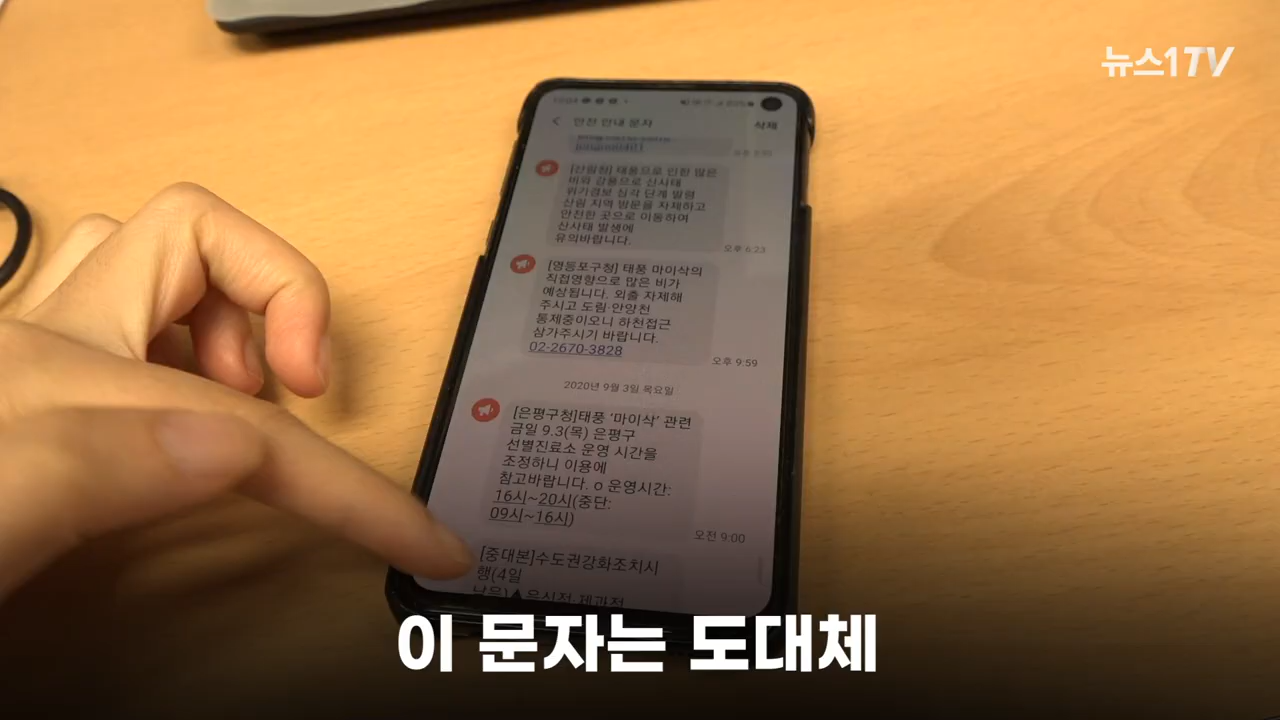 뉴스1TV
안전 안내 문자
삭제
[산림청] 태풍으로 인한 많은
비와 강풍으로 산사태
위기경보 심각 단계 발령
산림 지역 방문을 자제하고
안전한 곳으로 이동하여
산사태 발생에
유의바랍니다.
오후 6:23
[영등포구청] 태풍 마이삭의
직접영향으로 많은 비가
예상됩니다. 외출 자제해
주시고 도림·안양천
통제중이오니 하천접근
삼가주시기 바랍니다.
02-2670-3828
오후 9:59
2020년 9월 3일 목요일
[은평구청]태풍 '마이삭' 관련
금일 9.3(목) 은평구
선별진료소 운영 시간을
조정하니 이용에
참고바랍니다. o 운영시간:
16시~20시(중단:
09시~16시)
오전 9:00
[중대본]수도권강화조치시
행(4일
음식점·제과점
이 문자는 도대체